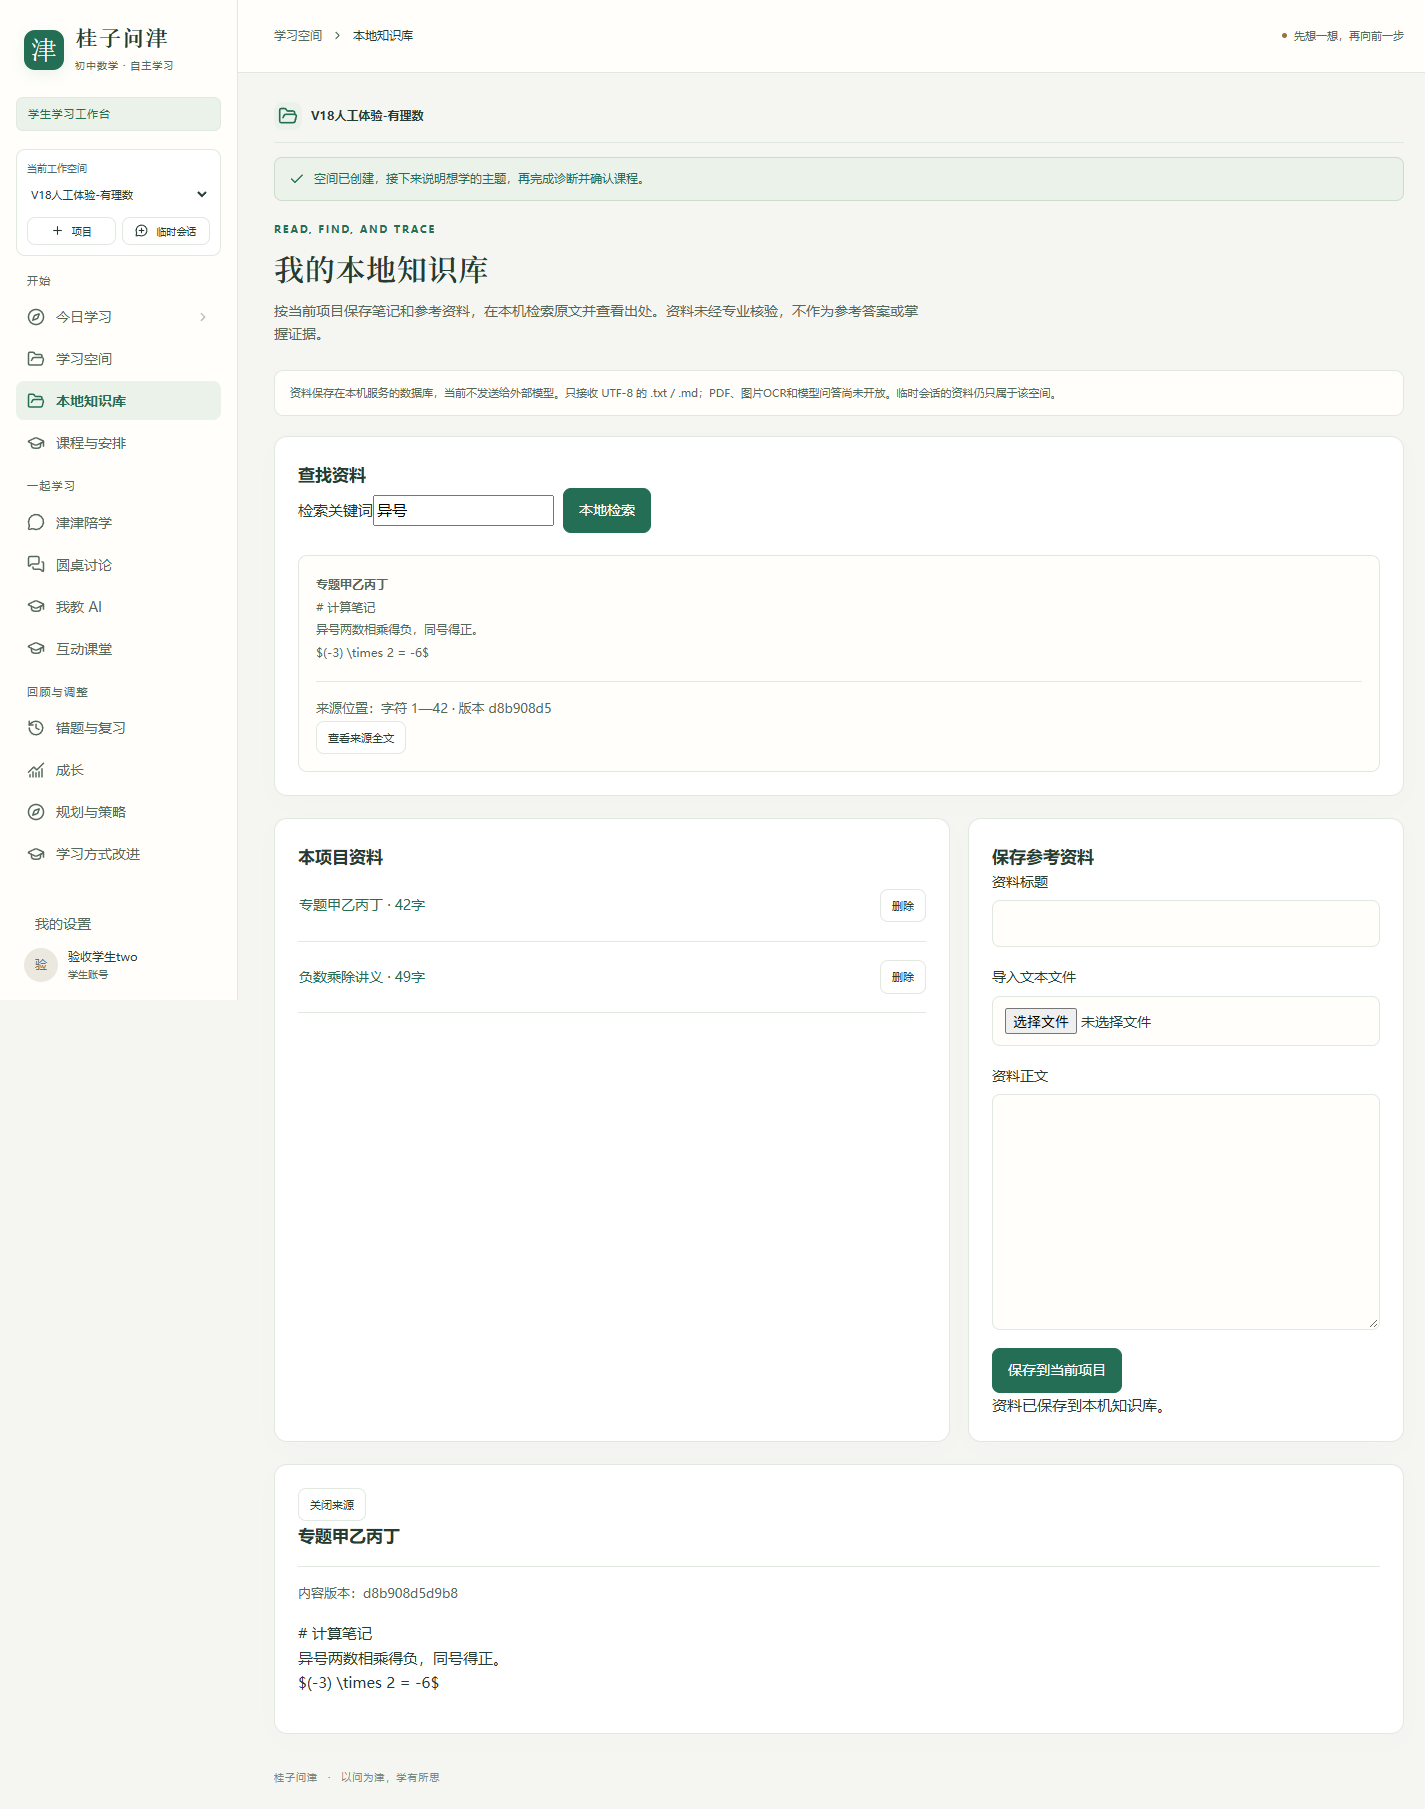 津
桂子问津
初中数学 · 自主学习
学生学习工作台
当前工作空间
V18人工体验-有理数
项目
临时会话
开始
今日学习
学习空间
本地知识库
课程与安排
一起学习
津津陪学
圆桌讨论
我教 AI
互动课堂
回顾与调整
错题与复习
成长
规划与策略
学习方式改进
我的设置
验
验收学生two
学生账号
学习空间 > 本地知识库
先想一想，再向前一步
V18人工体验-有理数
空间已创建，接下来说明想学的主题，再完成诊断并确认课程。
READ, FIND, AND TRACE
我的本地知识库
按当前项目保存笔记和参考资料，在本机检索原文并查看出处。资料未经专业核验，不作为参考答案或掌
握证据。
资料保存在本机服务的数据库，当前不发送给外部模型。只接收 UTF-8 的 .txt / .md；PDF、图片OCR和模型问答尚未开放。临时会话的资料仍只属于该空间。
查找资料
检索关键词 异号 本地检索
专题甲乙丙丁
# 计算笔记
异号两数相乘得负，同号得正。
$(-3) \times 2 = -6$
来源位置：字符 1—42 · 版本 d8b908d5
查看来源全文
本项目资料
专题甲乙丙丁 · 42字
删除
负数乘除讲义 · 49字
删除
保存参考资料
资料标题
导入文本文件
选择文件 未选择文件
资料正文
保存到当前项目
资料已保存到本机知识库。
关闭来源
专题甲乙丙丁
内容版本：d8b908d5d9b8
# 计算笔记
异号两数相乘得负，同号得正。
$(-3) \times 2 = -6$
桂子问津 · 以问为津，学有所思